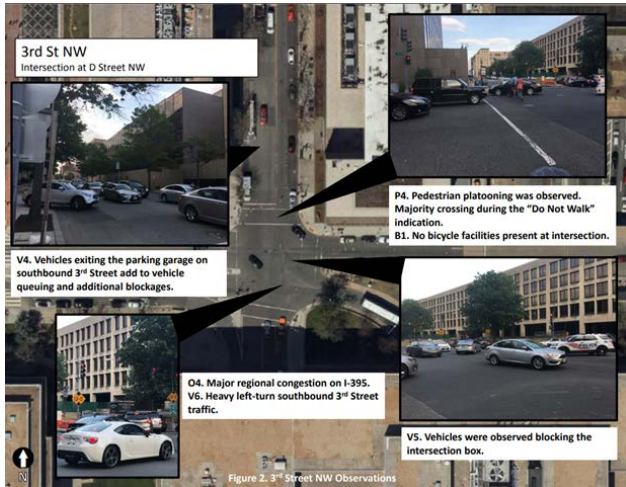 3rd St NW
Intersection at D Street NW
P4. Pedestrian platooning was observed.
Majority crossing during the “Do Not Walk”
indication.
B1. No bicycle facilities present at intersection.
V4. Vehicles exiting the parking garage on
southbound 3rd Street add to vehicle
queuing and additional blockages.
O4. Major regional congestion on I-395.
V6. Heavy left-turn southbound 3rd Street
traffic.
V5. Vehicles were observed blocking the
intersection box.
N
Figure 2. 3rd Street NW Observations